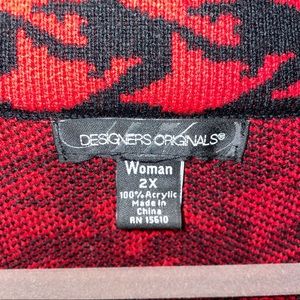 DESIGNERS ORIGINALS®
Woman
2X
100% Acrylic
Made In
China
RN 15610